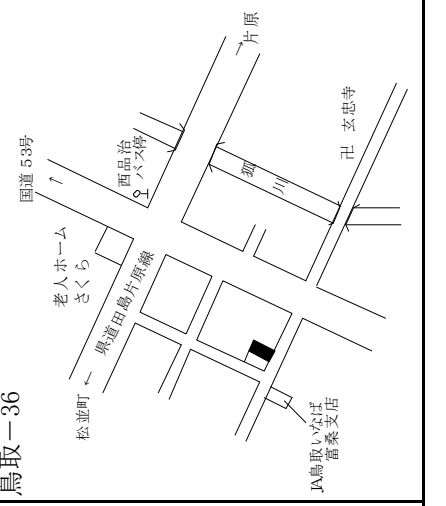 鳥取－36
国道53号
↑
→
片原
西品治
バス停
老人ホーム
さくら
県道田島片原線
←
松並町
狐
川
卍 玄忠寺
JA鳥取いなば
富桑支店